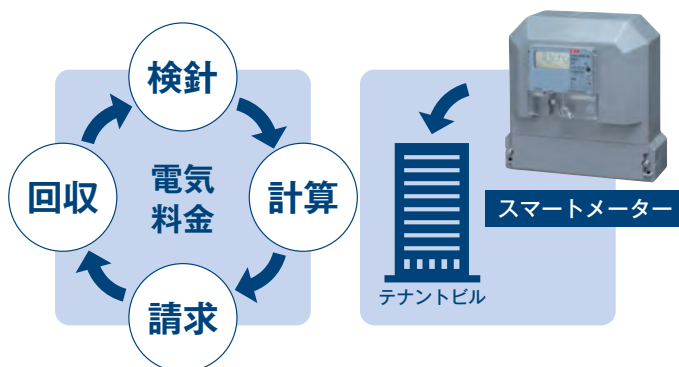 検針
電気
料金
回収
計算
請求
スマートメーター
テナントビル